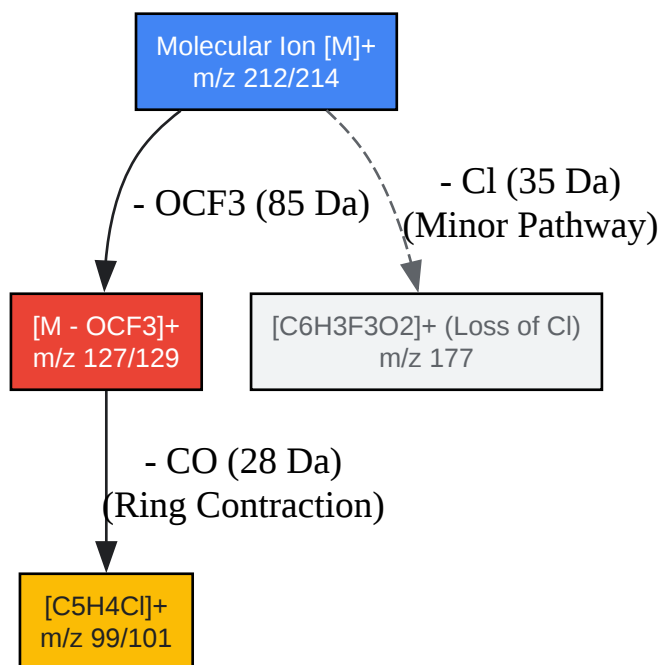 Molecular Ion [M]+
m/z 212/214
- OCF3 (85 Da)
- Cl (35 Da)
(Minor Pathway)
[M - OCF3]+
m/z 127/129
[C6H3F3O2]+ (Loss of Cl)
m/z 177
- CO (28 Da)
(Ring Contraction)
[C5H4Cl]+
m/z 99/101